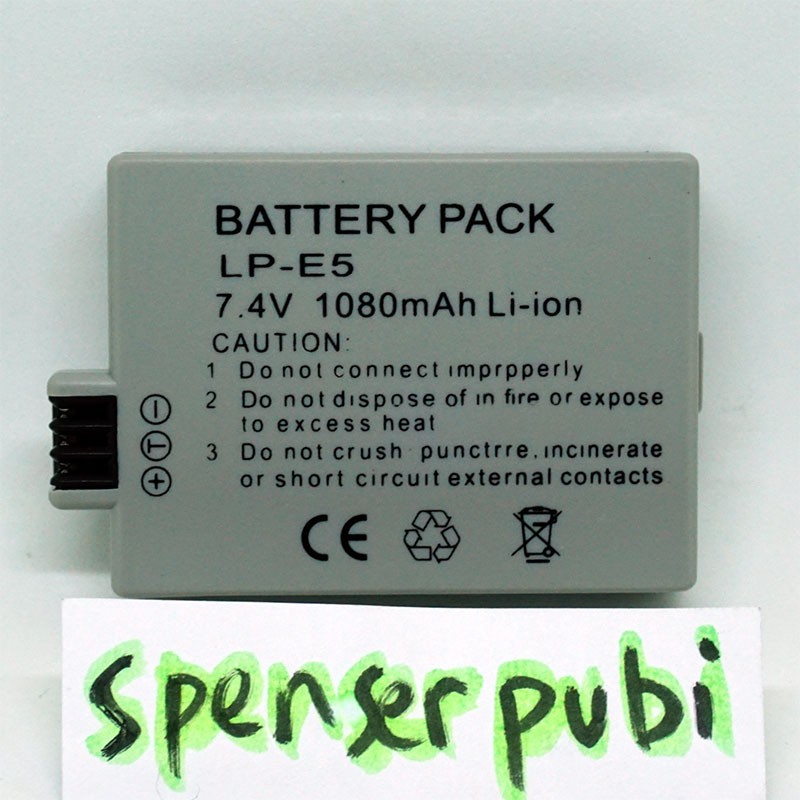 BATTERY PACK
LP-E5
7.4V 1080mAh Li-ion
CAUTION:
1 Do not connect imprpperly
2 Do not dispose of in fire or expose
to excess heat
3 Do not crush punctrre, incinerate
or short circuit external contacts
−
T
+
CE
spenserpubi